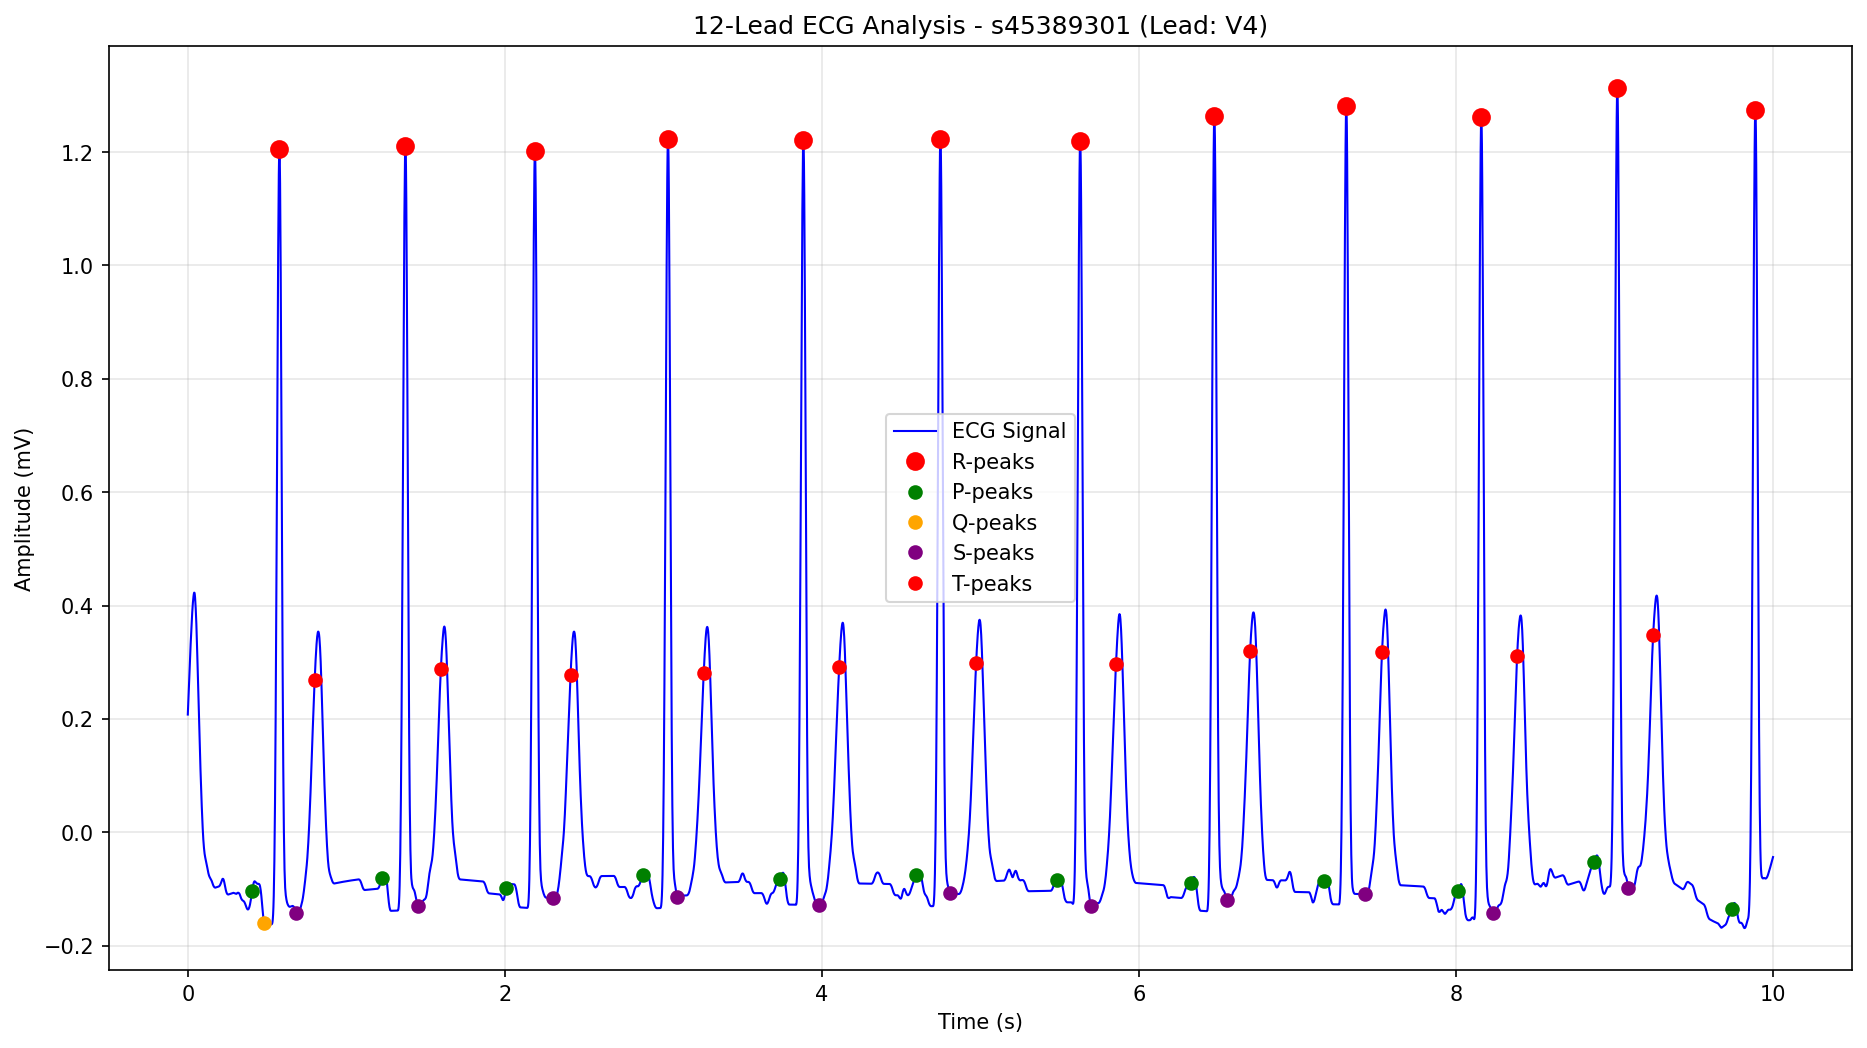 12-Lead ECG Analysis - s45389301 (Lead: V4)
Amplitude (mV)
1.2
1.0
0.8
0.6
0.4
0.2
0.0
−0.2
ECG Signal
R-peaks
P-peaks
Q-peaks
S-peaks
T-peaks
0 2 4 6 8 10
Time (s)